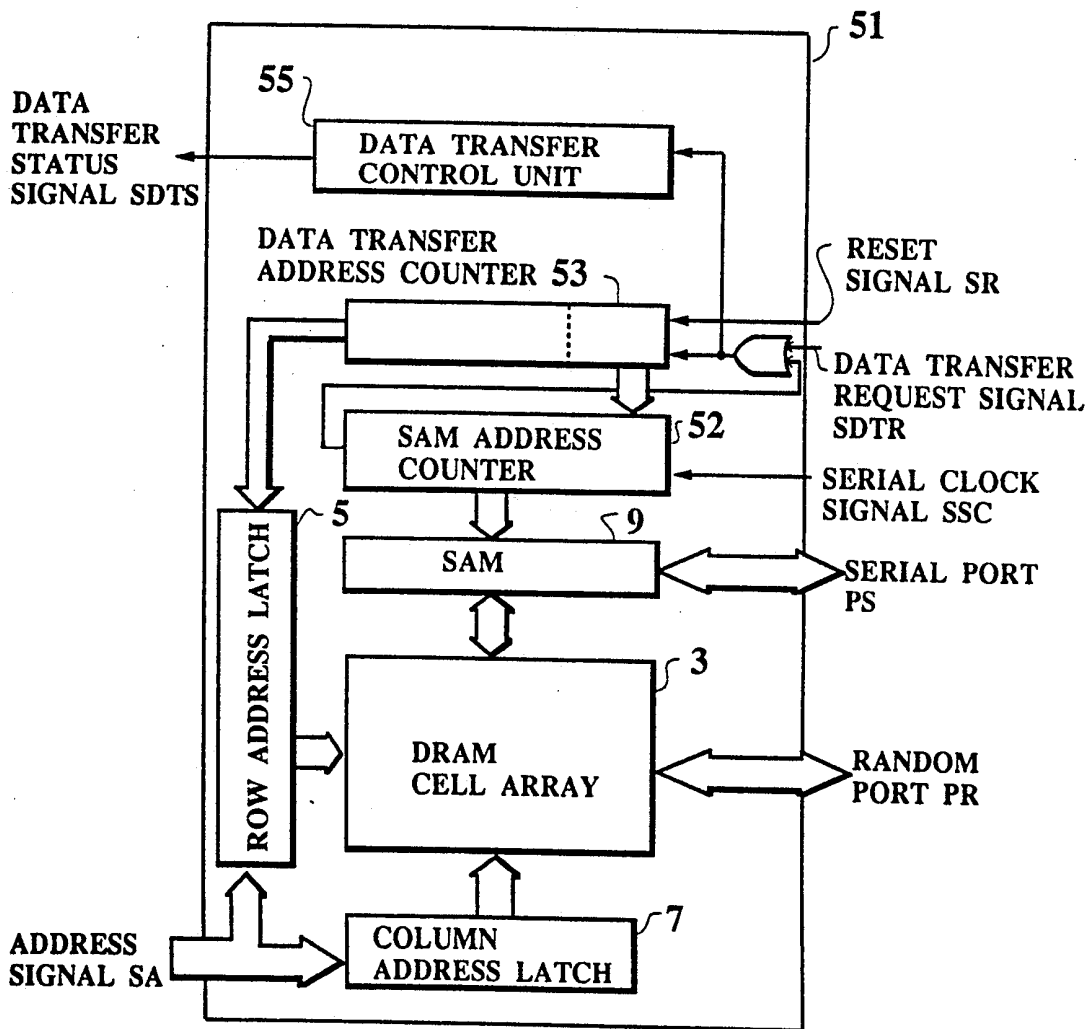 51
55
DATA
TRANSFER
STATUS
SIGNAL SDTS
DATA TRANSFER
CONTROL UNIT
DATA TRANSFER
ADDRESS COUNTER 53
RESET
SIGNAL SR
DATA TRANSFER
REQUEST SIGNAL
SDTR
52
SAM ADDRESS
COUNTER
SERIAL CLOCK
SIGNAL SSC
5
9
ROW ADDRESS LATCH
SAM
SERIAL PORT
PS
3
DRAM
CELL ARRAY
RANDOM
PORT PR
7
ADDRESS
SIGNAL SA
COLUMN
ADDRESS LATCH